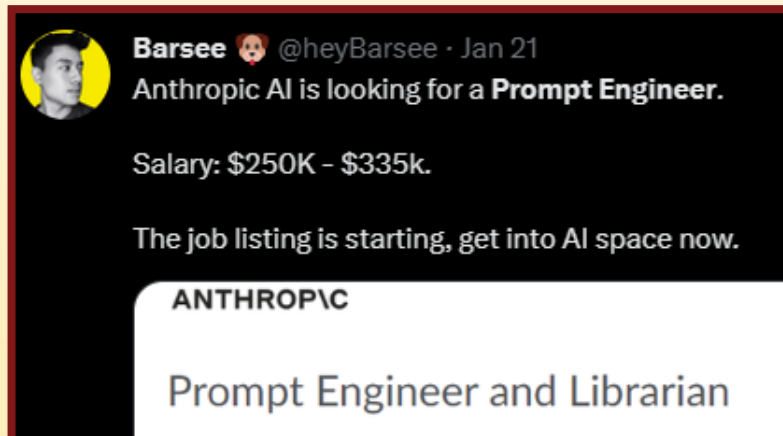 Barsee 🐶 @heyBarsee · Jan 21
Anthropic AI is looking for a Prompt Engineer.
Salary: $250K - $335k.
The job listing is starting, get into AI space now.
ANTHROP\C
Prompt Engineer and Librarian